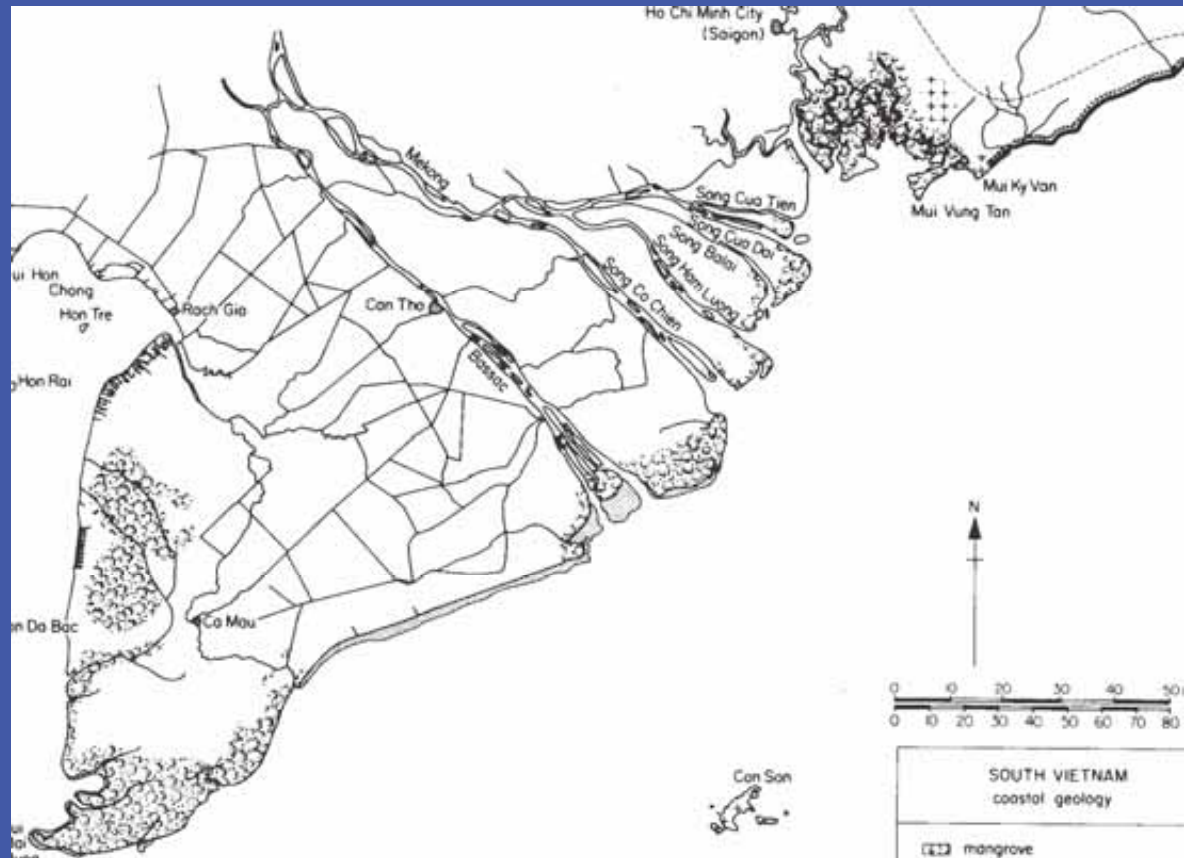 Ho Chi Minh City
(Saigon)
Mekong
Mui Ky Van
Song Cua Tien
Mui Vung Tan
Song Cua Dai
Song Balai
Song Ham Luong
Song Co Chien
Chong
Hon Tre
Rach Gia
Can Tho
Hon Rai
Bassac
N
Ca Mau
Da Bac
0 10 20 30 40 50
0 10 20 30 40 50 60 70 80
Con Son
SOUTH VIETNAM
coastal geology
mangrove